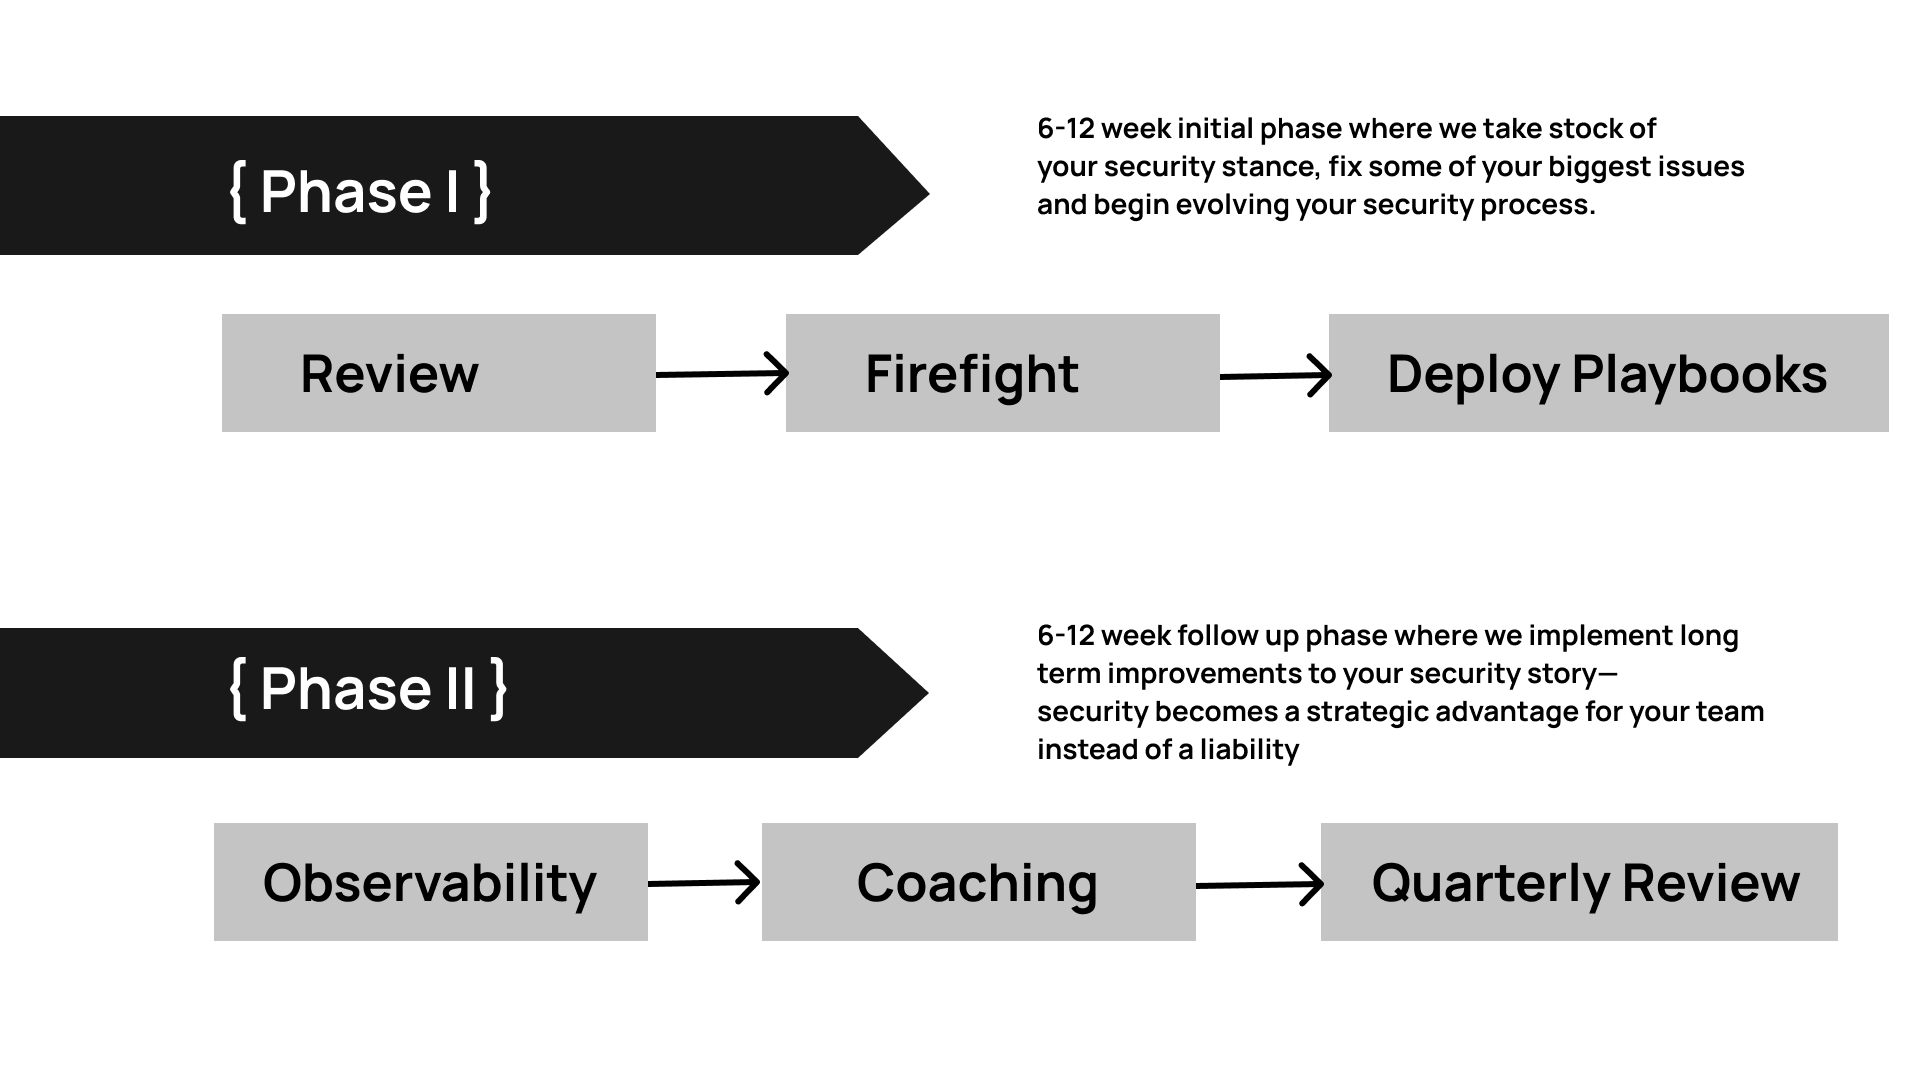 { Phase I }
6-12 week initial phase where we take stock of
your security stance, fix some of your biggest issues
and begin evolving your security process.
Review
Firefight
Deploy Playbooks
{ Phase II }
6-12 week follow up phase where we implement long
term improvements to your security story—
security becomes a strategic advantage for your team
instead of a liability
Observability
Coaching
Quarterly Review